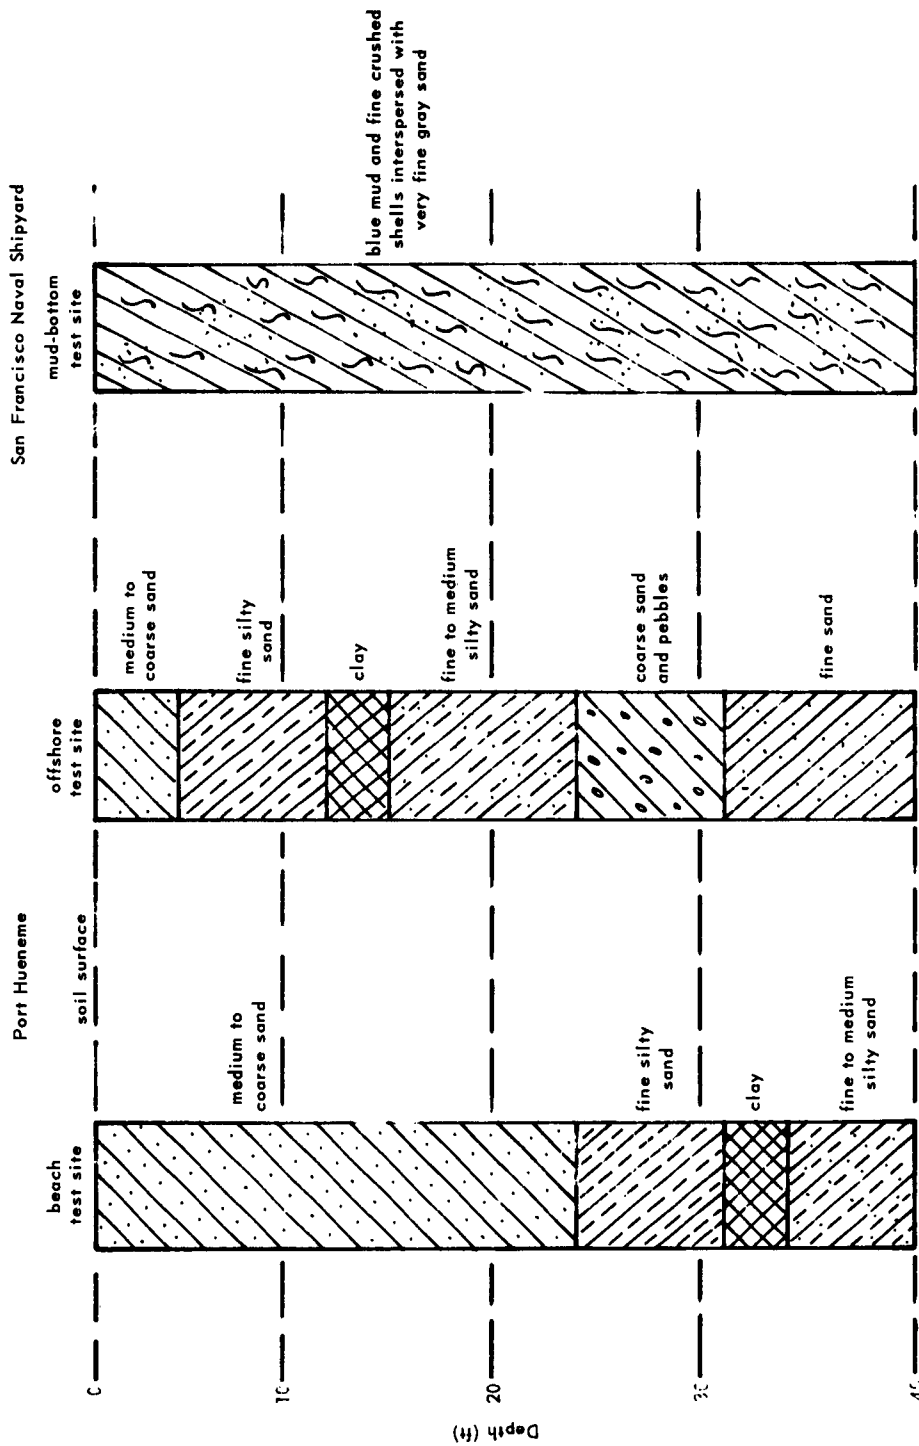 Port Hueneme
San Francisco Naval Shipyard
beach
test site
soil surface
offshore
test site
mud-bottom
test site
Depth (ft)
0
10
20
30
40
medium to
coarse sand
fine silty
sand
clay
fine to medium
silty sand
medium to
coarse sand
fine silty
sand
clay
fine to medium
silty sand
coarse sand
and pebbles
fine sand
blue mud and fine crushed
shells interspersed with
very fine gray sand